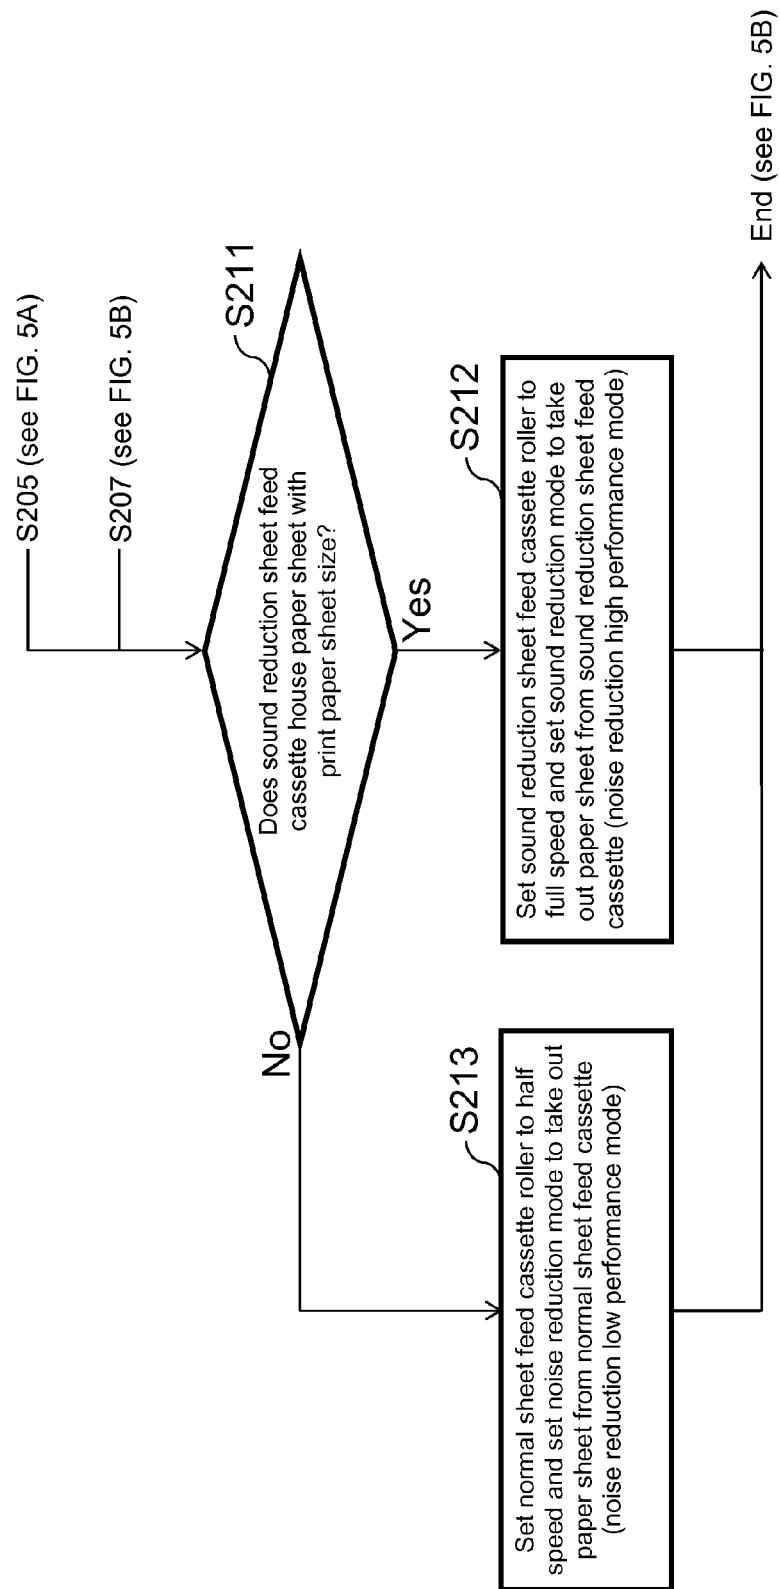 S205 (see FIG. 5A)
S207 (see FIG. 5B)
S211
Does sound reduction sheet feed
cassette house paper sheet with
print paper sheet size?
No
Yes
S213
Set normal sheet feed cassette roller to half
speed and set noise reduction mode to take out
paper sheet from normal sheet feed cassette
(noise reduction low performance mode)
S212
Set sound reduction sheet feed cassette roller to
full speed and set sound reduction mode to take
out paper sheet from sound reduction sheet feed
cassette (noise reduction high performance mode)
End (see FIG. 5B)